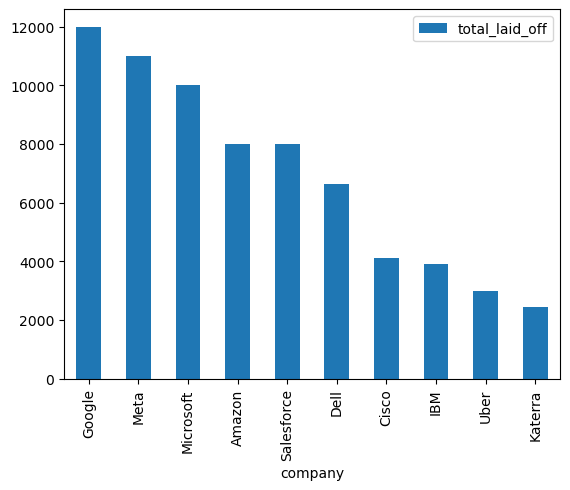 total_laid_off
12000
10000
8000
6000
4000
2000
0
Google
Meta
Microsoft
Amazon
Salesforce
Dell
Cisco
IBM
Uber
Katerra
company